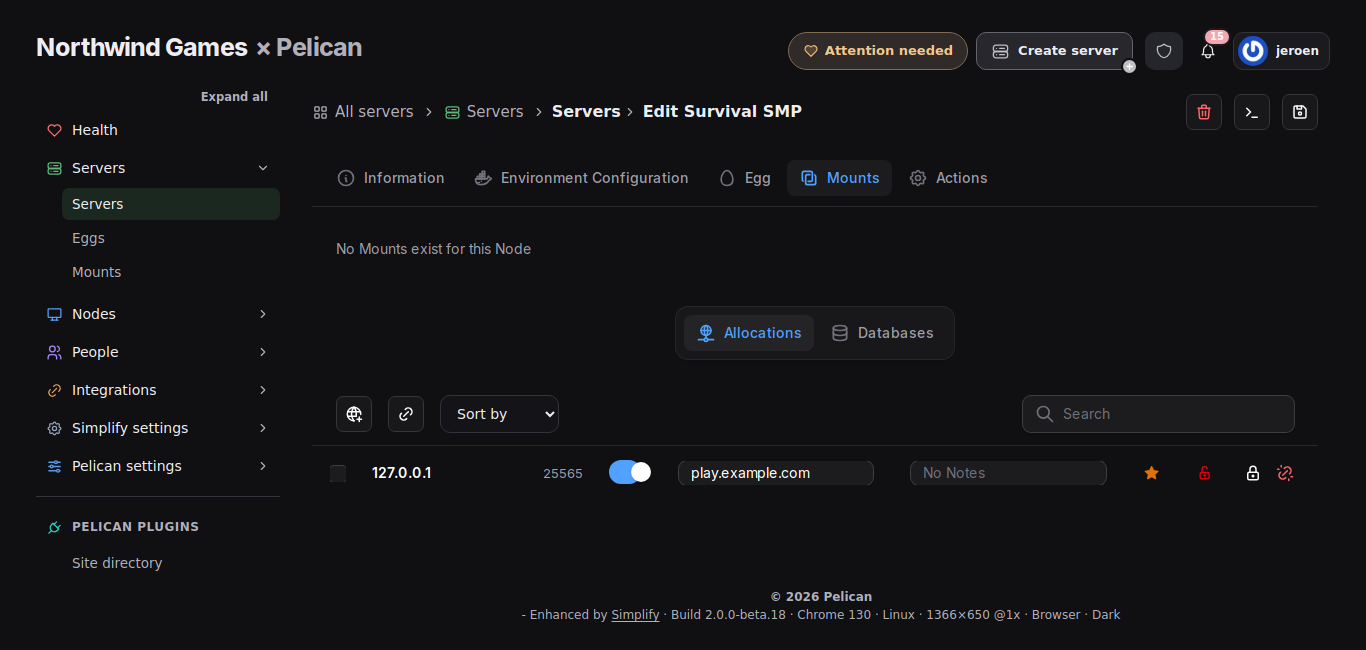 Northwind Games × Pelican
Attention needed
Create server
15
jeroen
Expand all
Health
Servers
Servers
Eggs
Mounts
Nodes
People
Integrations
Simplify settings
Pelican settings
PELICAN PLUGINS
Site directory
All servers › Servers › Servers › Edit Survival SMP
Information
Environment Configuration
Egg
Mounts
Actions
No Mounts exist for this Node
Allocations
Databases
Sort by
Search
127.0.0.1
25565
play.example.com
No Notes
© 2026 Pelican
- Enhanced by Simplify · Build 2.0.0-beta.18 · Chrome 130 · Linux · 1366×650 @1x · Browser · Dark